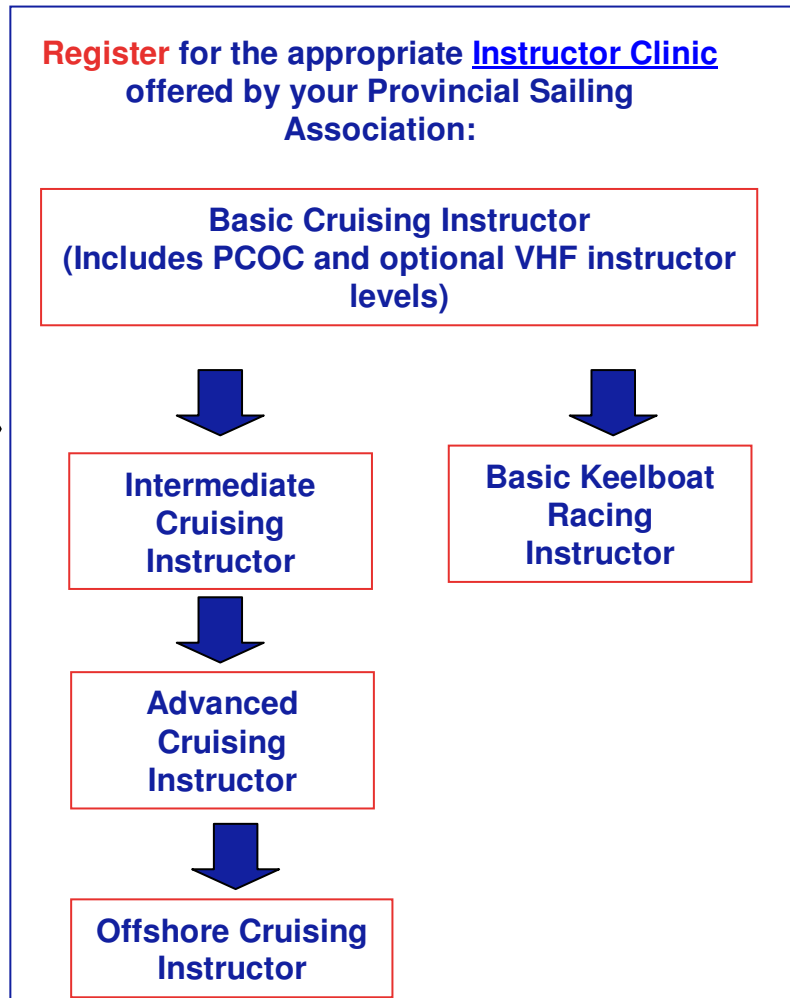 Register for the appropriate Instructor Clinic
offered by your Provincial Sailing
Association:
Basic Cruising Instructor
(Includes PCOC and optional VHF instructor
levels)
Intermediate
Cruising
Instructor
Basic Keelboat
Racing
Instructor
Advanced
Cruising
Instructor
Offshore Cruising
Instructor